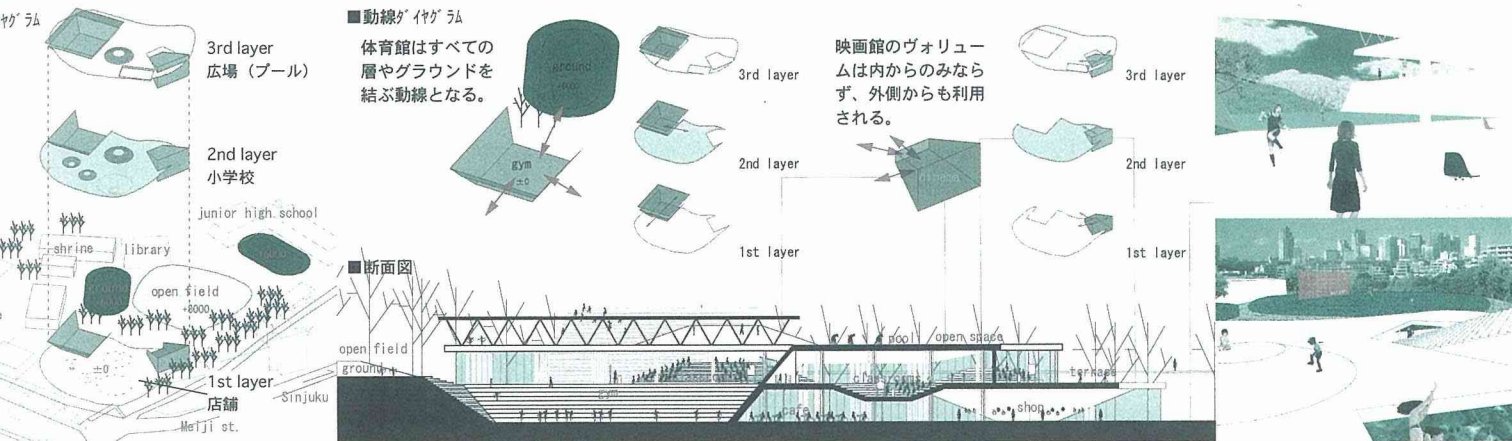 ﾔｸﾞﾗﾑ
3rd layer
広場（プール）
2nd layer
小学校
junior high school
shrine
library
ground
open field
+8000
±0
1st layer
店舗
Sinjuku
Meiji st.
■動線ﾀﾞｲﾔｸﾞﾗﾑ
体育館はすべての
層やグラウンドを
結ぶ動線となる。
ground
gym
±0
3rd layer
2nd layer
1st layer
映画館のヴォリュー
ムは内からのみなら
ず、外側からも利用
される。
3rd layer
2nd layer
1st layer
■断面図
open field
ground
gym
pool
open space
class
terrace
cafe
shop